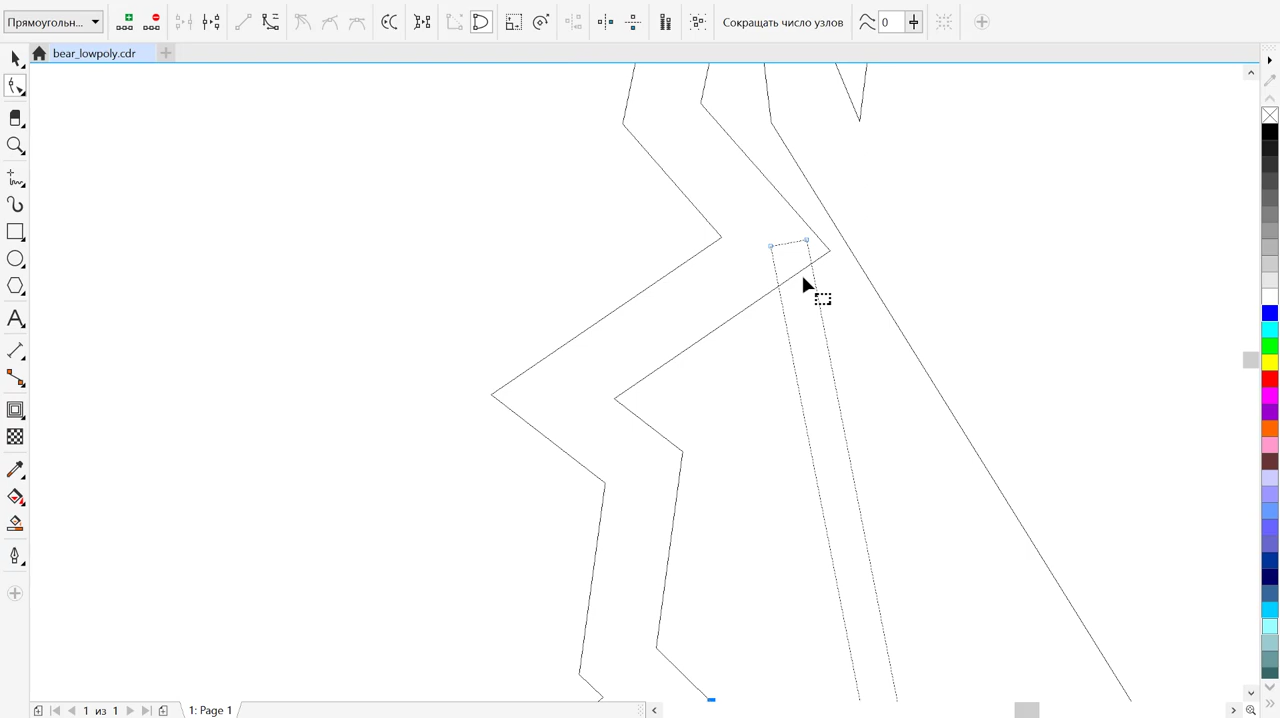 Прямоугольн...
Сокращать число узлов
0
bear_lowpoly.cdr
1 из 1
1: Page 1